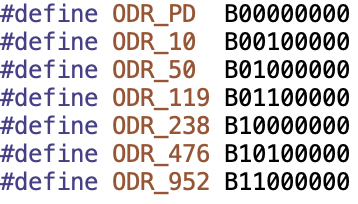 #define ODR_PD B00000000
#define ODR_10 B00100000
#define ODR_50 B01000000
#define ODR_119 B01100000
#define ODR_238 B10000000
#define ODR_476 B10100000
#define ODR_952 B11000000